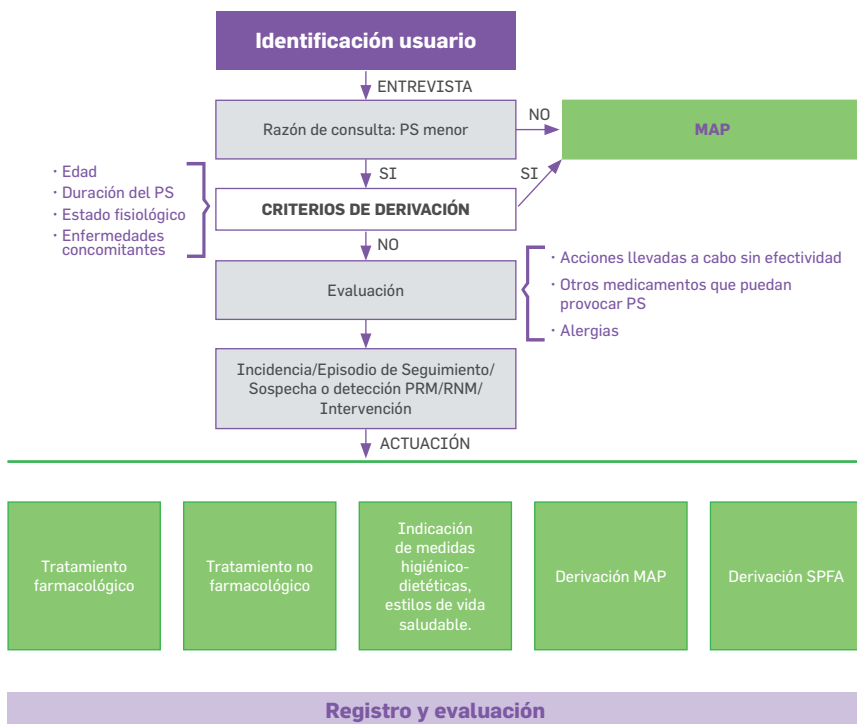 Identificación usuario
ENTREVISTA
Razón de consulta: PS menor
NO
MAP
SI
SI
· Edad
· Duración del PS
· Estado fisiológico
· Enfermedades
concomitantes
CRITERIOS DE DERIVACIÓN
NO
Evaluación
· Acciones llevadas a cabo sin efectividad
· Otros medicamentos que puedan
provocar PS
· Alergias
Incidencia/Episodio de Seguimiento/
Sospecha o detección PRM/RNM/
Intervención
ACTUACIÓN
Tratamiento
farmacológico
Tratamiento no
farmacológico
Indicación
de medidas
higiénico-
dietéticas,
estilos de vida
saludable.
Derivación MAP
Derivación SPFA
Registro y evaluación